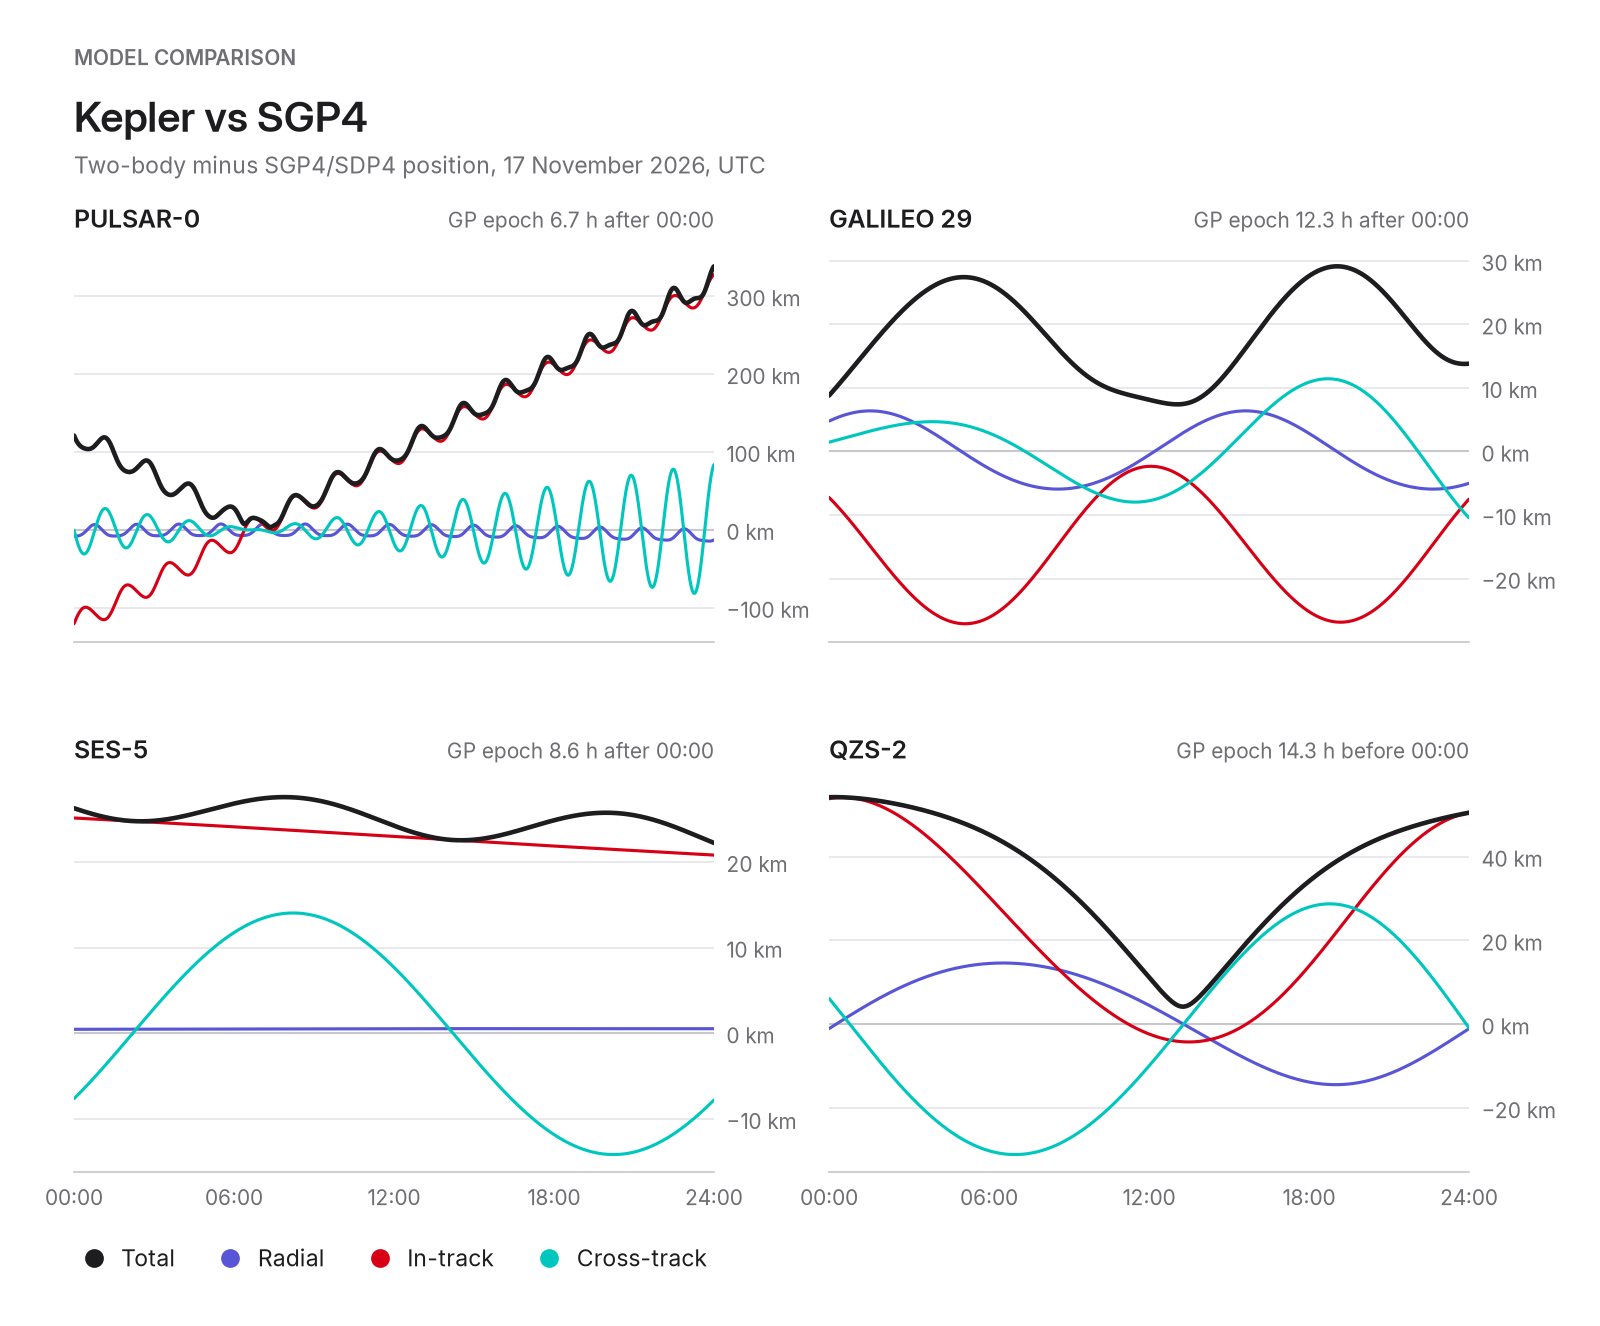 MODEL COMPARISON
Kepler vs SGP4
Two-body minus SGP4/SDP4 position, 17 November 2026, UTC
PULSAR-0
GP epoch 6.7 h after 00:00
300 km
200 km
100 km
0 km
−100 km
GALILEO 29
GP epoch 12.3 h after 00:00
30 km
20 km
10 km
0 km
−10 km
−20 km
SES-5
GP epoch 8.6 h after 00:00
20 km
10 km
0 km
−10 km
00:00 06:00 12:00 18:00 24:00
QZS-2
GP epoch 14.3 h before 00:00
40 km
20 km
0 km
−20 km
00:00 06:00 12:00 18:00 24:00
Total Radial In-track Cross-track